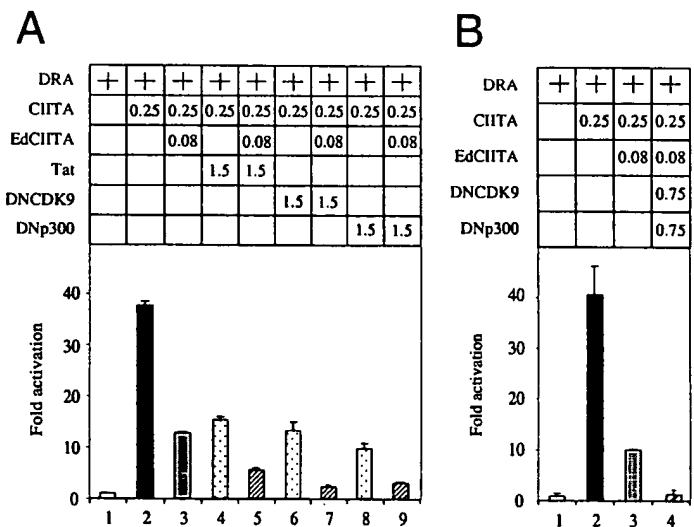 A
DRA + + + + + + + + +
CIITA 0.25 0.25 0.25 0.25 0.25 0.25 0.25 0.25
EdCIITA 0.08 0.08 0.08 0.08
Tat 1.5 1.5
DNCDK9 1.5 1.5
DNp300 1.5 1.5
Fold activation
40
30
20
10
0
1 2 3 4 5 6 7 8 9
B
DRA + + + +
CIITA 0.25 0.25 0.25
EdCIITA 0.08 0.08
DNCDK9 0.75
DNp300 0.75
Fold activation
40
30
20
10
0
1 2 3 4